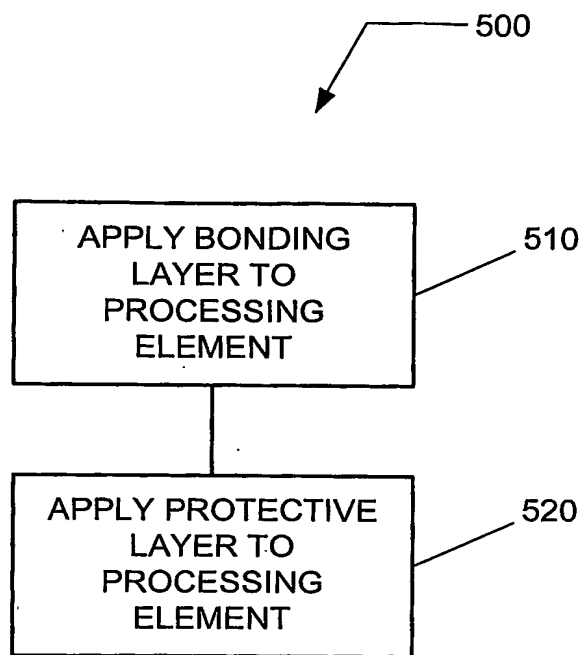 500
APPLY BONDING
LAYER TO
PROCESSING
ELEMENT
510
APPLY PROTECTIVE
LAYER TO
PROCESSING
ELEMENT
520